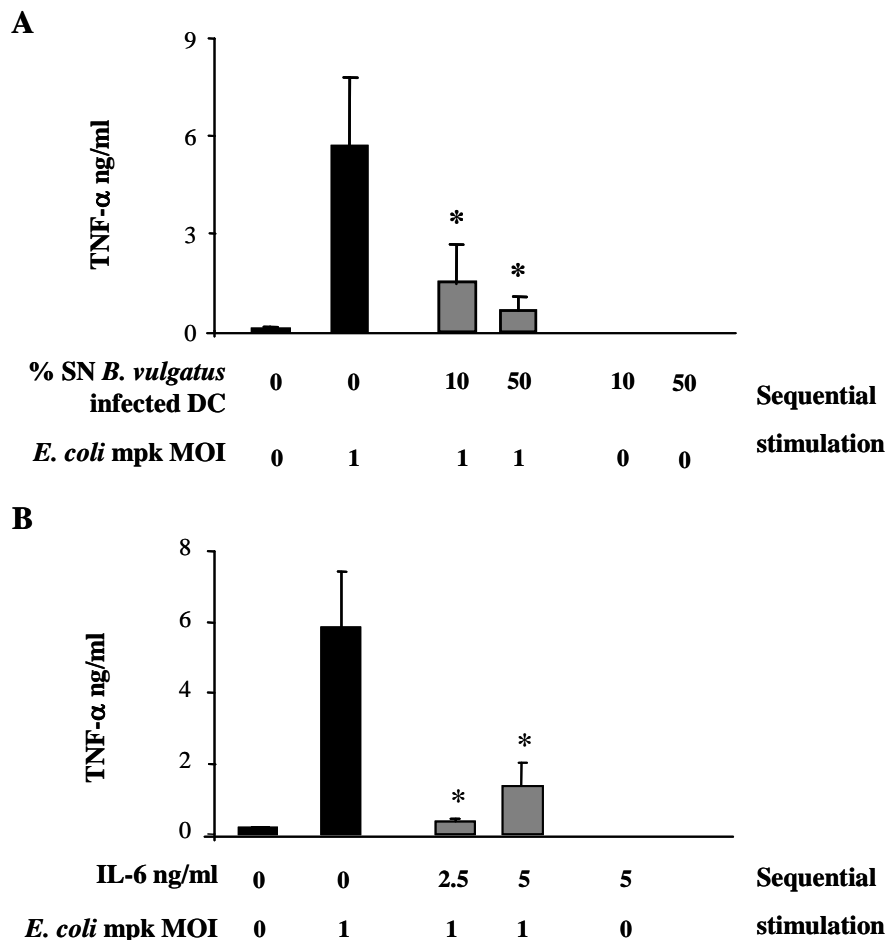 A
9
6
3
0
TNF-α ng/ml
*
*
% SN B. vulgatus
infected DC
0 0 10 50 10 50
E. coli mpk MOI 0 1 1 1 0 0
Sequential
stimulation
B
8
6
4
2
0
TNF-α ng/ml
*
*
IL-6 ng/ml 0 0 2.5 5 5 Sequential
E. coli mpk MOI 0 1 1 1 0 stimulation